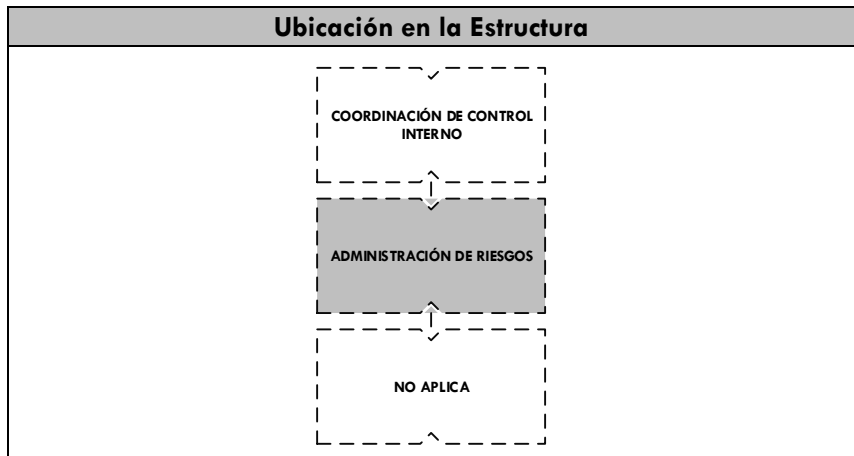 Ubicación en la Estructura
COORDINACIÓN DE CONTROL
INTERNO
ADMINISTRACIÓN DE RIESGOS
NO APLICA